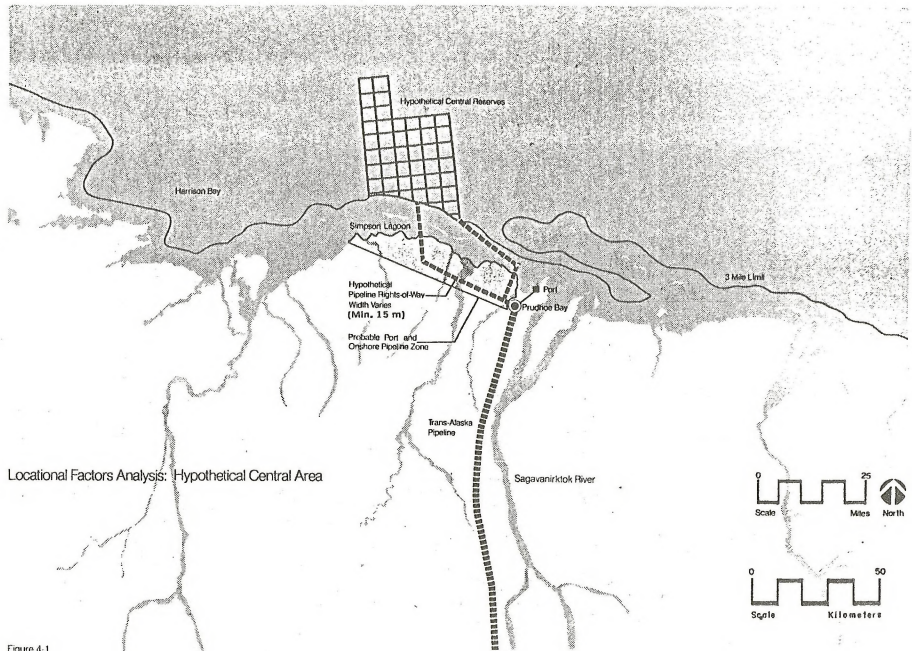 Hypothetical Central Reserves
Harrison Bay
Simpson Lagoon
3 Mile Limit
Hypothetical
Pipeline Rights-of-Way
Width Varies
(Min. 15 m)
Port
Prudhoe Bay
Probable Port and
Onshore Pipeline Zone
Trans-Alaska
Pipeline
Locational Factors Analysis: Hypothetical Central Area
Sagavanirktok River
0 25
Scale Miles North
0 50
Scale Kilometers
Figure 4-1